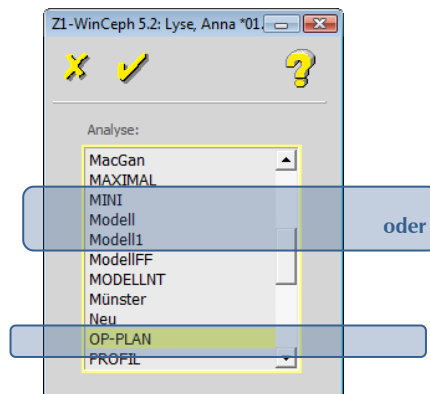 Z1-WinCeph 5.2: Lyse, Anna *01.
Analyse:
MacGan
MAXIMAL
MINI
Modell
oder
Modell1
ModellFF
MODELLNT
Münster
Neu
OP-PLAN
PROFIL